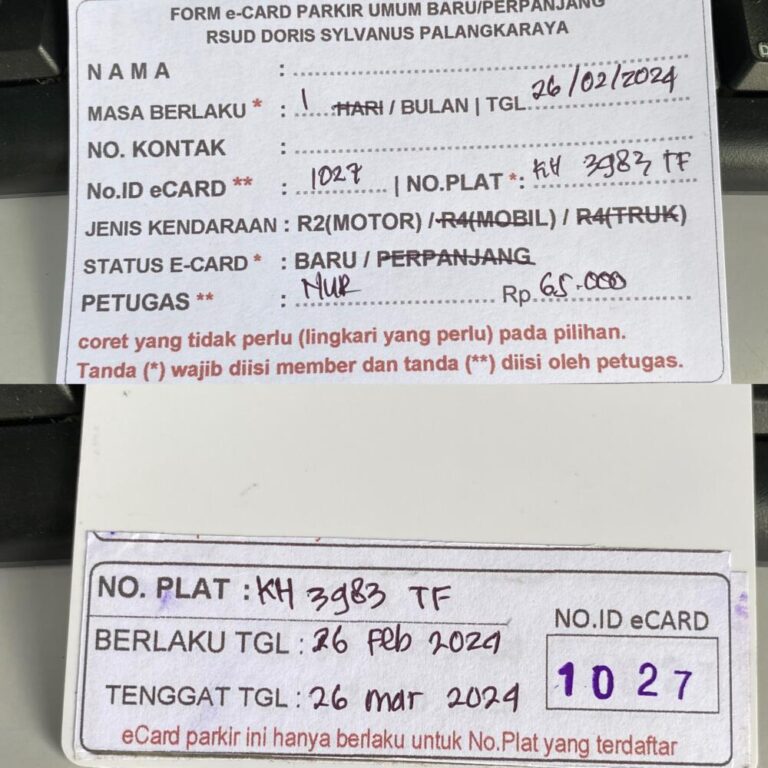 FORM e-CARD PARKIR UMUM BARU/PERPANJANG
RSUD DORIS SYLVANUS PALANGKARAYA
NAMA :
MASA BERLAKU * : 1 HARI / BULAN | TGL. 26/02/2024
NO. KONTAK :
No.ID eCARD ** : 1027 | NO.PLAT *: KH 3983 TF
JENIS KENDARAAN : R2(MOTOR) / R4(MOBIL) / R4(TRUK)
STATUS E-CARD * : BARU / PERPANJANG
PETUGAS ** : NUR Rp. 65.000
coret yang tidak perlu (lingkari yang perlu) pada pilihan.
Tanda (*) wajib diisi member dan tanda (**) diisi oleh petugas.
NO. PLAT : KH 3983 TF
NO.ID eCARD
BERLAKU TGL : 26 Feb 2024
1027
TENGGAT TGL : 26 mar 2024
eCard parkir ini hanya berlaku untuk No.Plat yang terdaftar